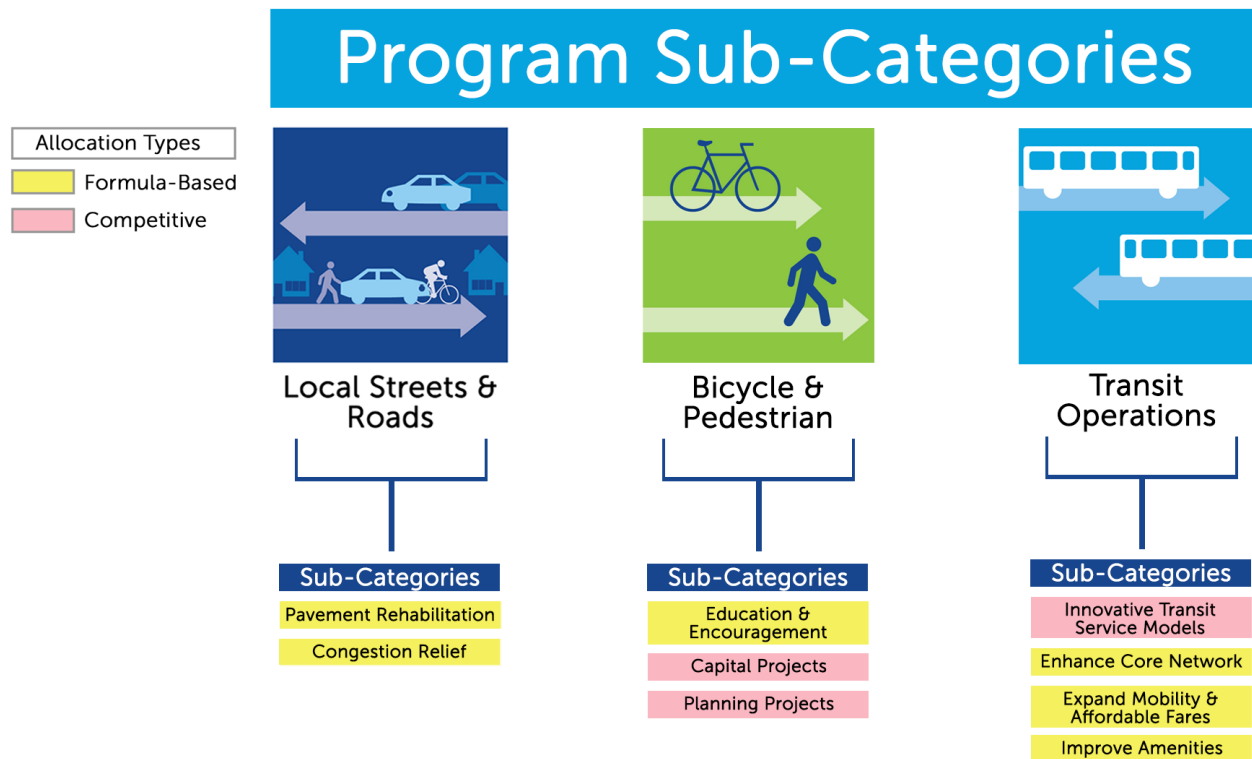 Program Sub-Categories
Allocation Types
Formula-Based
Competitive
Local Streets &
Roads
Sub-Categories
Pavement Rehabilitation
Congestion Relief
Bicycle &
Pedestrian
Sub-Categories
Education &
Encouragement
Capital Projects
Planning Projects
Transit
Operations
Sub-Categories
Innovative Transit
Service Models
Enhance Core Network
Expand Mobility &
Affordable Fares
Improve Amenities